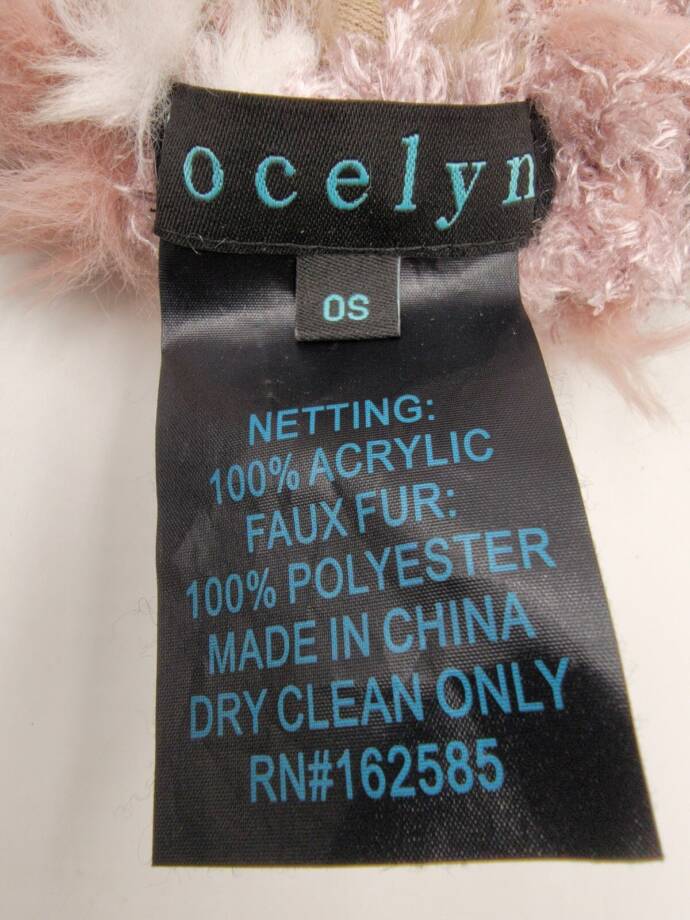 ocelyn
OS
NETTING:
100% ACRYLIC
FAUX FUR:
100% POLYESTER
MADE IN CHINA
DRY CLEAN ONLY
RN#162585